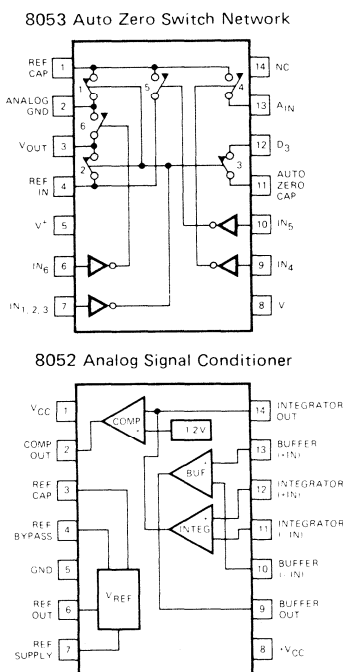 8053 Auto Zero Switch Network
REF CAP 1
ANALOG GND 2
VOUT 3
REF IN 4
V+ 5
IN6 6
IN1, 2, 3 7
14 NC
13 AIN
12 D3
11 AUTO ZERO CAP
10 IN5
9 IN4
8 V
1
6
2
5
4
3
8052 Analog Signal Conditioner
VCC 1
COMP OUT 2
REF CAP 3
REF BYPASS 4
GND 5
REF OUT 6
REF SUPPLY 7
14 INTEGRATOR OUT
13 BUFFER (+IN)
12 INTEGRATOR (+IN)
11 INTEGRATOR (-IN)
10 BUFFER (-IN)
9 BUFFER OUT
8 +VCC
COMP
1.2V
BUF
INTEG
VREF